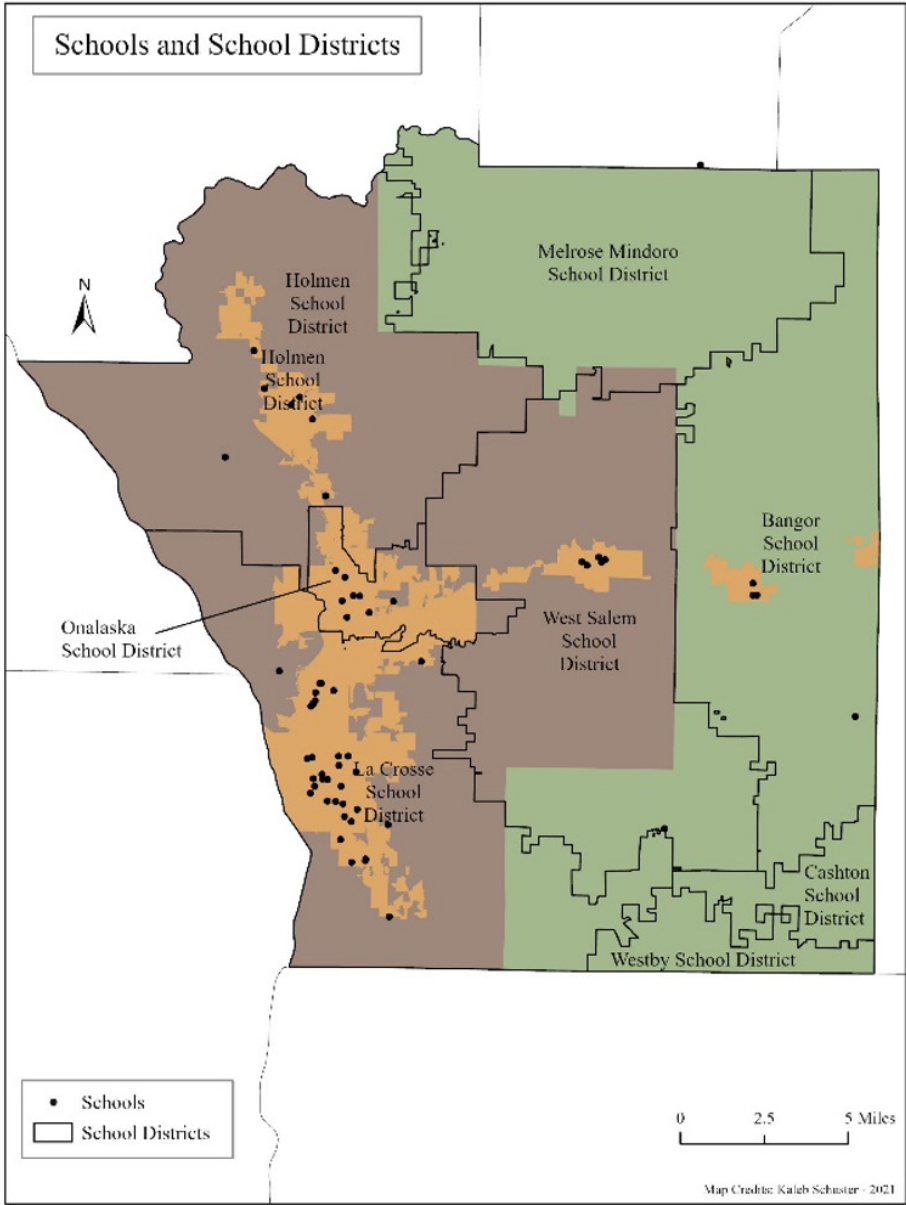 Schools and School Districts
Melrose Mindoro
School District
N
Holmen
School
District
Holmen
School
District
Bangor
School
District
Onalaska
School District
West Salem
School
District
La Crosse
School
District
Cashton
School
District
Westby School District
Schools
School Districts
0 2.5 5 Miles
Map Credits: Kaleb Schuster - 2021